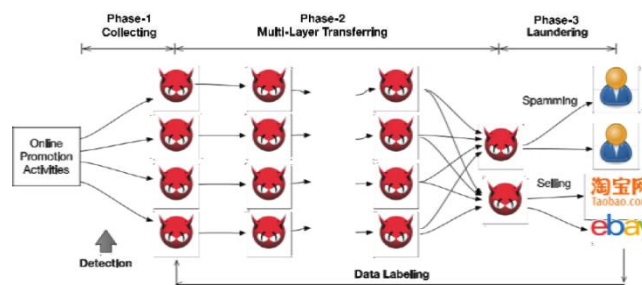 Phase-1
Collecting
Phase-2
Multi-Layer Transferring
Phase-3
Laundering
Online
Promotion
Activities
Spamming
Selling
淘宝网
Taobao.com
ebay
Detection
Data Labeling